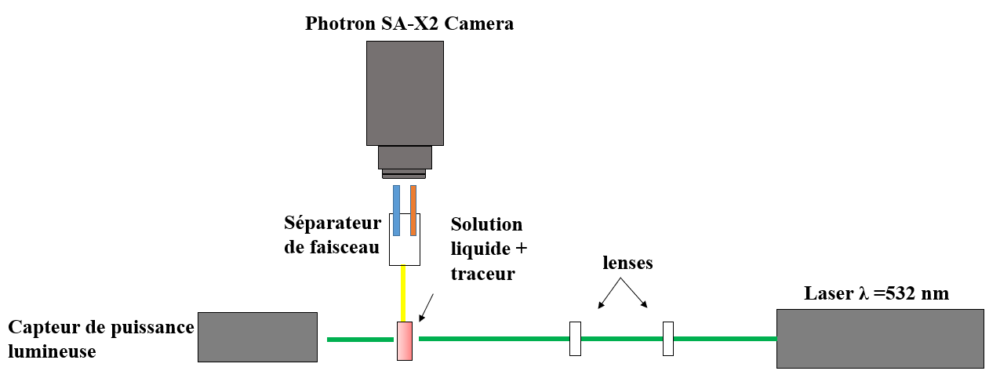 Photron SA-X2 Camera
Séparateur
de faisceau
Solution
liquide +
traceur
lenses
Laser λ =532 nm
Capteur de puissance
lumineuse